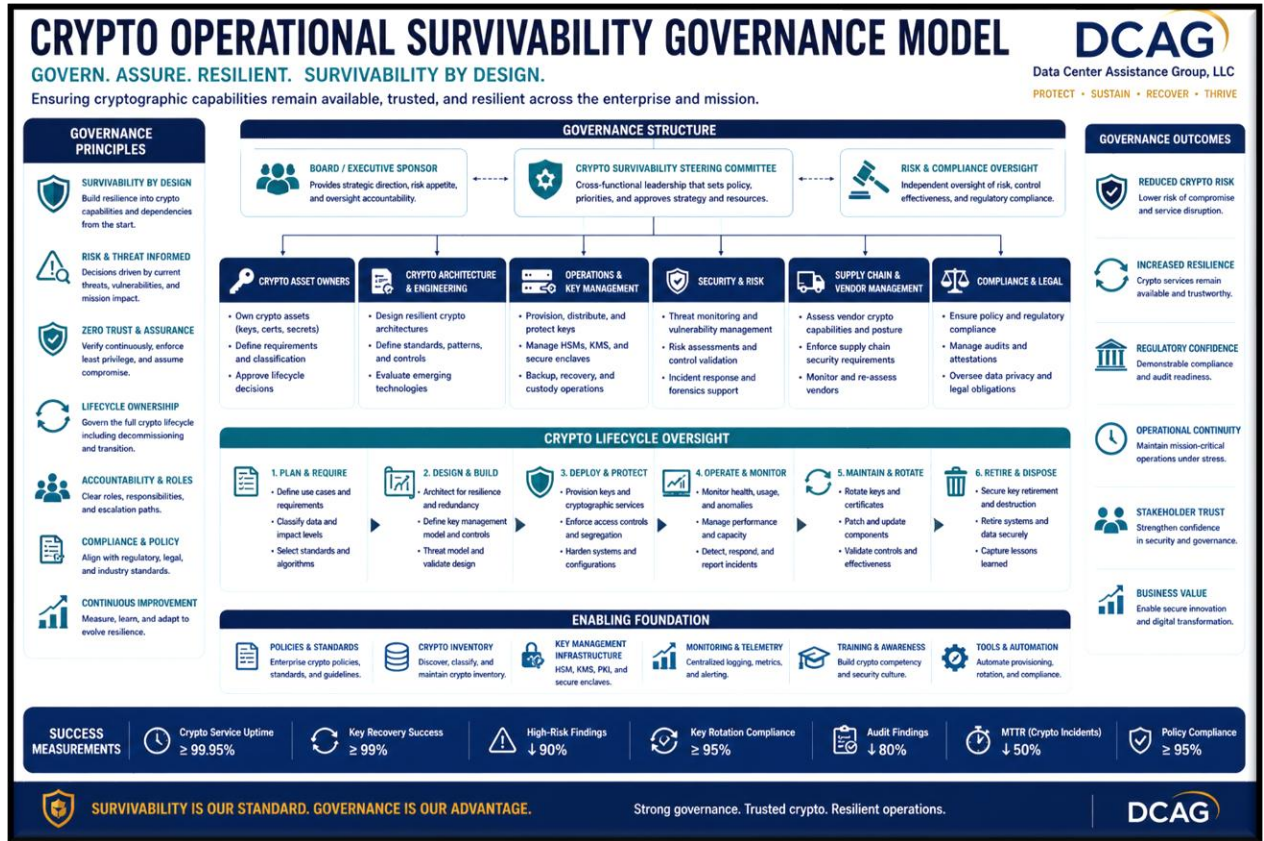 CRYPTO OPERATIONAL SURVIVABILITY GOVERNANCE MODEL
GOVERN. ASSURE. RESILIENT. SURVIVABILITY BY DESIGN.
Ensuring cryptographic capabilities remain available, trusted, and resilient across the enterprise and mission.
DCAG
Data Center Assistance Group, LLC
PROTECT • SUSTAIN • RECOVER • THRIVE
GOVERNANCE
PRINCIPLES
SURVIVABILITY BY DESIGN
Build resilience into crypto
capabilities and dependencies
from the start.
RISK & THREAT INFORMED
Decisions driven by current
threats, vulnerabilities, and
mission impact.
ZERO TRUST & ASSURANCE
Verify continuously, enforce
least privilege, and assume
compromise.
LIFECYCLE OWNERSHIP
Govern the full crypto lifecycle
including decommissioning
and transition.
ACCOUNTABILITY & ROLES
Clear roles, responsibilities,
and escalation paths.
COMPLIANCE & POLICY
Align with regulatory, legal,
and industry standards.
CONTINUOUS IMPROVEMENT
Measure, learn, and adapt to
evolve resilience.
GOVERNANCE STRUCTURE
BOARD / EXECUTIVE SPONSOR
Provides strategic direction, risk appetite,
and oversight accountability.
CRYPTO SURVIVABILITY STEERING COMMITTEE
Cross-functional leadership that sets policy,
priorities, and approves strategy and resources.
RISK & COMPLIANCE OVERSIGHT
Independent oversight of risk, control
effectiveness, and regulatory compliance.
CRYPTO ASSET OWNERS
• Own crypto assets
(keys, certs, secrets)
• Define requirements
and classification
• Approve lifecycle
decisions
CRYPTO ARCHITECTURE
& ENGINEERING
• Design resilient crypto
architectures
• Define standards, patterns,
and controls
• Evaluate emerging
technologies
OPERATIONS &
KEY MANAGEMENT
• Provision, distribute, and
protect keys
• Manage HSMs, KMS, and
secure enclaves
• Backup, recovery, and
custody operations
SECURITY & RISK
• Threat monitoring and
vulnerability management
• Risk assessments and
control validation
• Incident response and
forensics support
SUPPLY CHAIN &
VENDOR MANAGEMENT
• Assess vendor crypto
capabilities and posture
• Enforce supply chain
security requirements
• Monitor and re-assess
vendors
COMPLIANCE & LEGAL
• Ensure policy and regulatory
compliance
• Manage audits and
attestations
• Oversee data privacy and
legal obligations
CRYPTO LIFECYCLE OVERSIGHT
1. PLAN & REQUIRE
• Define use cases and
requirements
• Classify data and
impact levels
• Select standards and
algorithms
2. DESIGN & BUILD
• Architect for resilience
and redundancy
• Define key management
model and controls
• Threat model and
validate design
3. DEPLOY & PROTECT
• Provision keys and
cryptographic services
• Enforce access controls
and segregation
• Harden systems and
configurations
4. OPERATE & MONITOR
• Monitor health, usage,
and anomalies
• Manage performance
and capacity
• Detect, respond, and
report incidents
5. MAINTAIN & ROTATE
• Rotate keys and
certificates
• Patch and update
components
• Validate controls and
effectiveness
6. RETIRE & DISPOSE
• Secure key retirement
and destruction
• Retire systems and
data securely
• Capture lessons
learned
ENABLING FOUNDATION
POLICIES & STANDARDS
Enterprise crypto policies,
standards, and guidelines.
CRYPTO INVENTORY
Discover, classify, and
maintain crypto inventory.
KEY MANAGEMENT
INFRASTRUCTURE
HSM, KMS, PKI, and
secure enclaves.
MONITORING & TELEMETRY
Centralized logging, metrics,
and alerting.
TRAINING & AWARENESS
Build crypto competency
and security culture.
TOOLS & AUTOMATION
Automate provisioning,
rotation, and compliance.
GOVERNANCE OUTCOMES
REDUCED CRYPTO RISK
Lower risk of compromise
and service disruption.
INCREASED RESILIENCE
Crypto services remain
available and trustworthy.
REGULATORY CONFIDENCE
Demonstrable compliance
and audit readiness.
OPERATIONAL CONTINUITY
Maintain mission-critical
operations under stress.
STAKEHOLDER TRUST
Strengthen confidence
in security and governance.
BUSINESS VALUE
Enable secure innovation
and digital transformation.
SUCCESS
MEASUREMENTS
Crypto Service Uptime
≥ 99.95%
Key Recovery Success
≥ 99%
High-Risk Findings
↓ 90%
Key Rotation Compliance
≥ 95%
Audit Findings
↓ 80%
MTTR (Crypto Incidents)
↓ 50%
Policy Compliance
≥ 95%
SURVIVABILITY IS OUR STANDARD. GOVERNANCE IS OUR ADVANTAGE.
Strong governance. Trusted crypto. Resilient operations.
DCAG